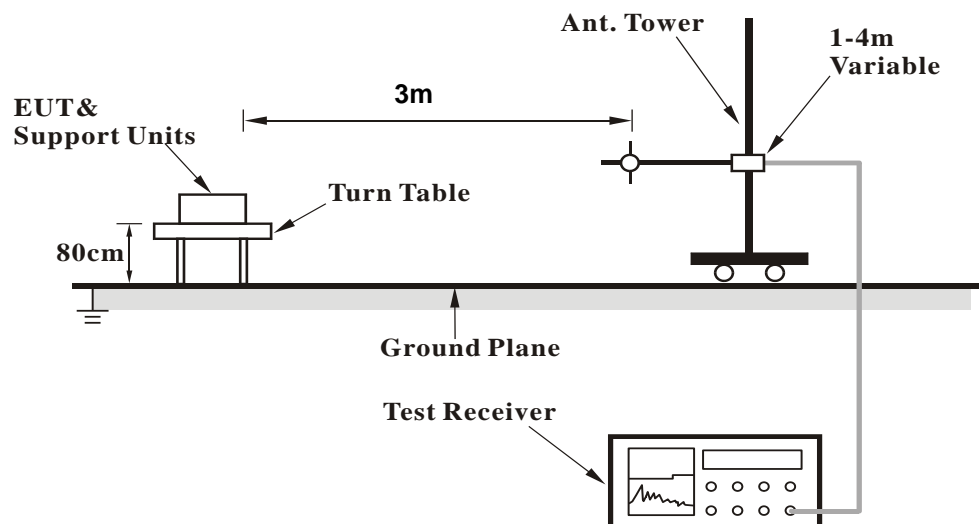 Ant. Tower
1-4m
Variable
3m
EUT&
Support Units
Turn Table
80cm
Ground Plane
Test Receiver